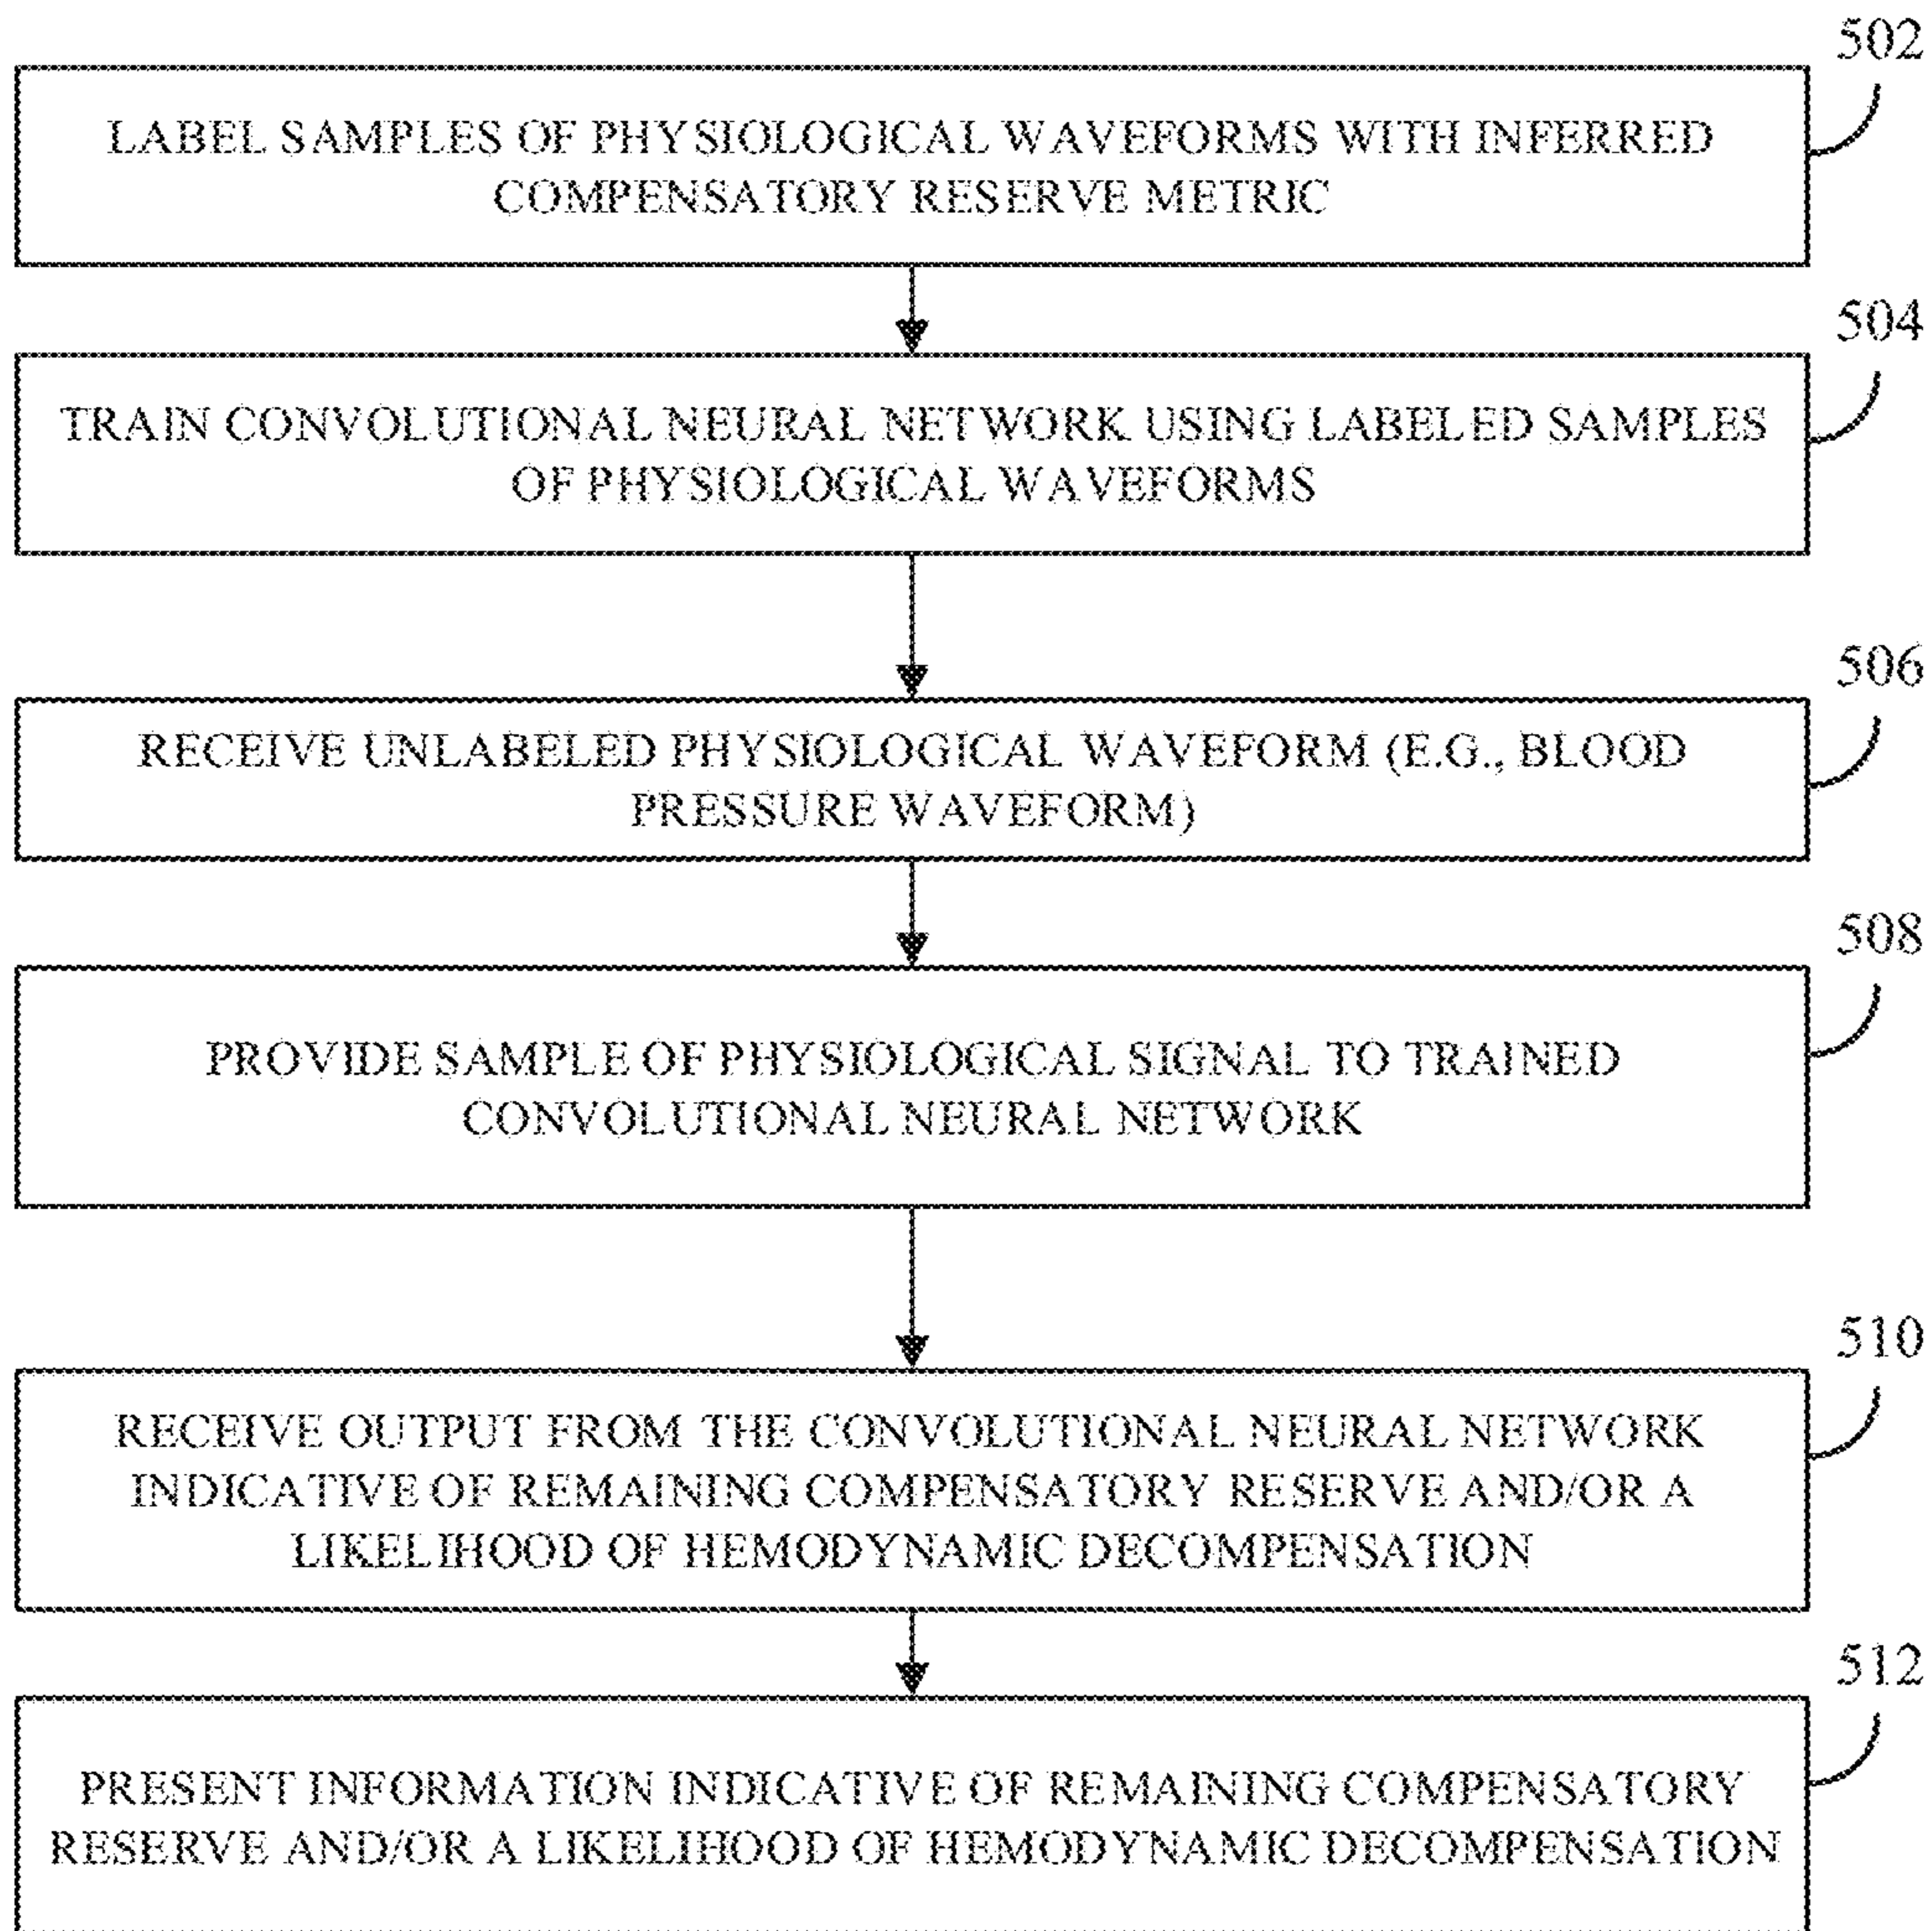 502
LABEL SAMPLES OF PHYSIOLOGICAL WAVEFORMS WITH INFERRED
COMPENSATORY RESERVE METRIC
504
TRAIN CONVOLUTIONAL NEURAL NETWORK USING LABELED SAMPLES
OF PHYSIOLOGICAL WAVEFORMS
506
RECEIVE UNLABELED PHYSIOLOGICAL WAVEFORM (E.G., BLOOD
PRESSURE WAVEFORM)
508
PROVIDE SAMPLE OF PHYSIOLOGICAL SIGNAL TO TRAINED
CONVOLUTIONAL NEURAL NETWORK
510
RECEIVE OUTPUT FROM THE CONVOLUTIONAL NEURAL NETWORK
INDICATIVE OF REMAINING COMPENSATORY RESERVE AND/OR A
LIKELIHOOD OF HEMODYNAMIC DECOMPENSATION
512
PRESENT INFORMATION INDICATIVE OF REMAINING COMPENSATORY
RESERVE AND/OR A LIKELIHOOD OF HEMODYNAMIC DECOMPENSATION